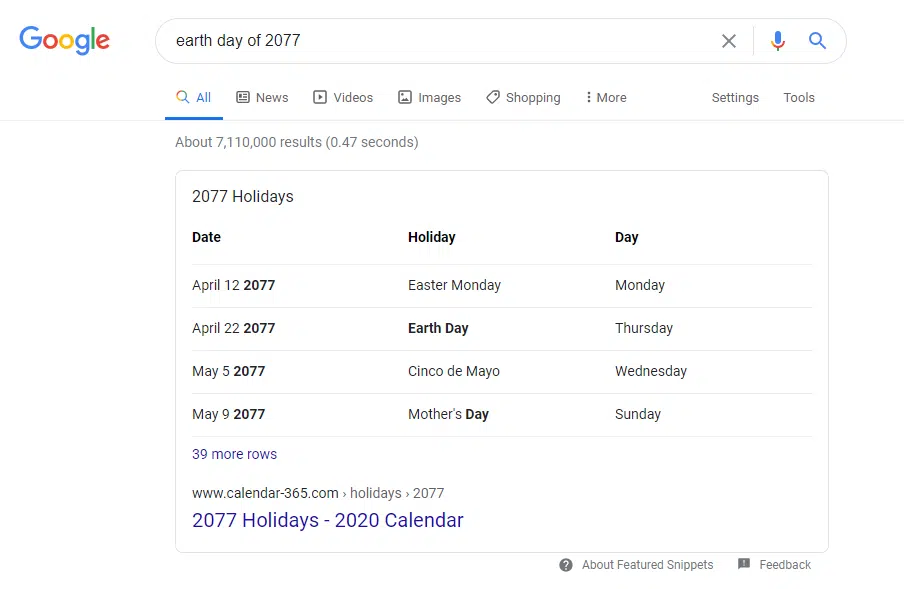 Google
earth day of 2077
All News Videos Images Shopping More Settings Tools
About 7,110,000 results (0.47 seconds)
2077 Holidays
Date Holiday Day
April 12 2077 Easter Monday Monday
April 22 2077 Earth Day Thursday
May 5 2077 Cinco de Mayo Wednesday
May 9 2077 Mother's Day Sunday
39 more rows
www.calendar-365.com › holidays › 2077
2077 Holidays - 2020 Calendar
About Featured Snippets Feedback